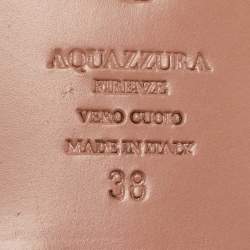 AQUAZZURA
FIRENZE
VERO CUOIO
MADE IN ITALY
38